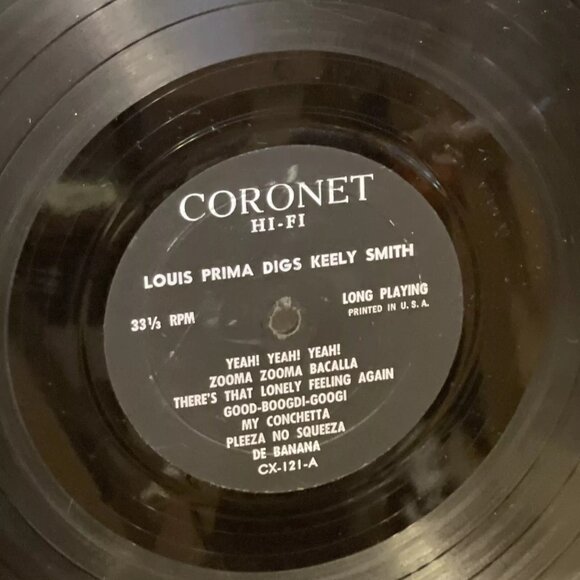 CORONET
HI-FI
LOUIS PRIMA DIGS KEELY SMITH
33⅓ RPM
LONG PLAYING
PRINTED IN U. S. A.
YEAH! YEAH! YEAH!
ZOOMA ZOOMA BACALLA
THERE'S THAT LONELY FEELING AGAIN
GOOD-BOOGDI-GOOGI
MY CONCHETTA
PLEEZA NO SQUEEZA
DE BANANA
CX-121-A